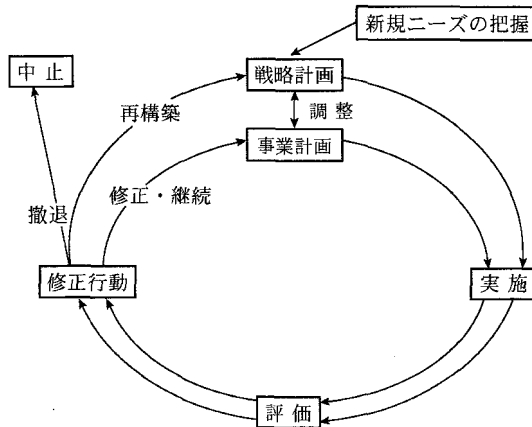 新規ニーズの把握
中止
戦略計画
再構築
調整
事業計画
修正・継続
撤退
修正行動
実施
評価